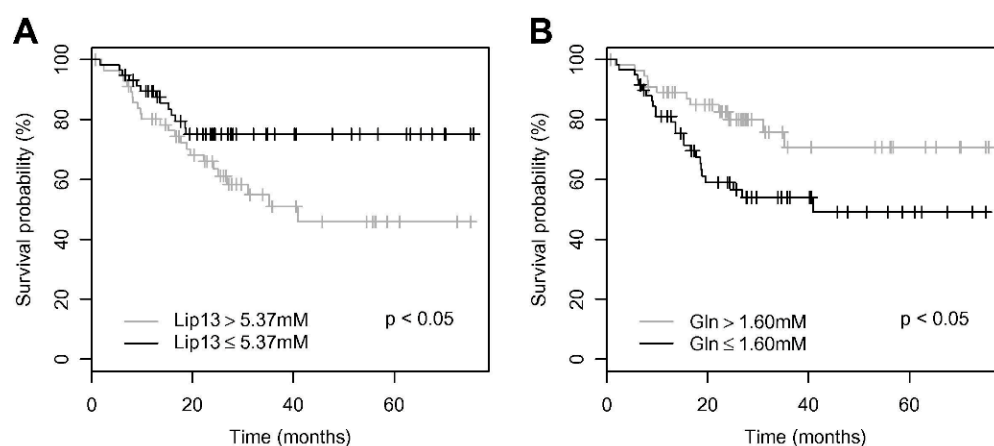 A
Survival probability (%)
100
80
60
40
20
0
Lip13 > 5.37mM
Lip13 ≤ 5.37mM
p < 0.05
0 20 40 60
Time (months)
B
Survival probability (%)
100
80
60
40
20
0
Gln > 1.60mM
Gln ≤ 1.60mM
p < 0.05
0 20 40 60
Time (months)